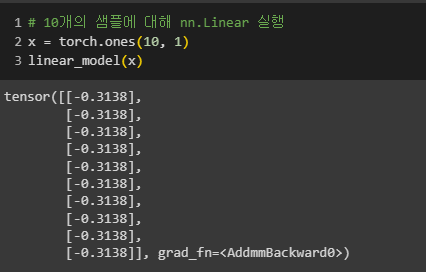 1 # 10개의 샘플에 대해 nn.Linear 실행
2 x = torch.ones(10, 1)
3 linear_model(x)
tensor([[-0.3138],
[-0.3138],
[-0.3138],
[-0.3138],
[-0.3138],
[-0.3138],
[-0.3138],
[-0.3138],
[-0.3138],
[-0.3138]], grad_fn=<AddmmBackward0>)